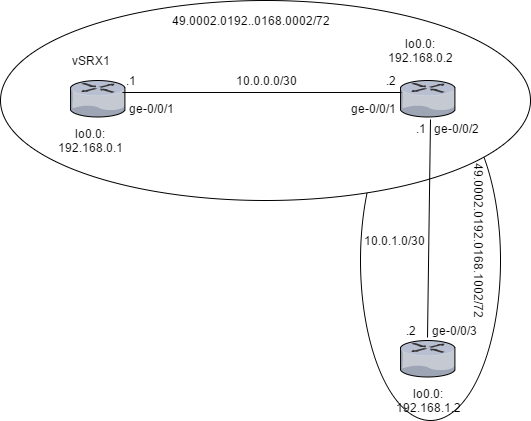 49.0002.0192..0168.0002/72
lo0.0:
192.168.0.2
vSRX1
.1
10.0.0.0/30
.2
ge-0/0/1
ge-0/0/1
lo0.0:
192.168.0.1
.1
ge-0/0/2
49.0002.0192.0168.1002/72
10.0.1.0/30
.2
ge-0/0/3
lo0.0:
192.168.1.2